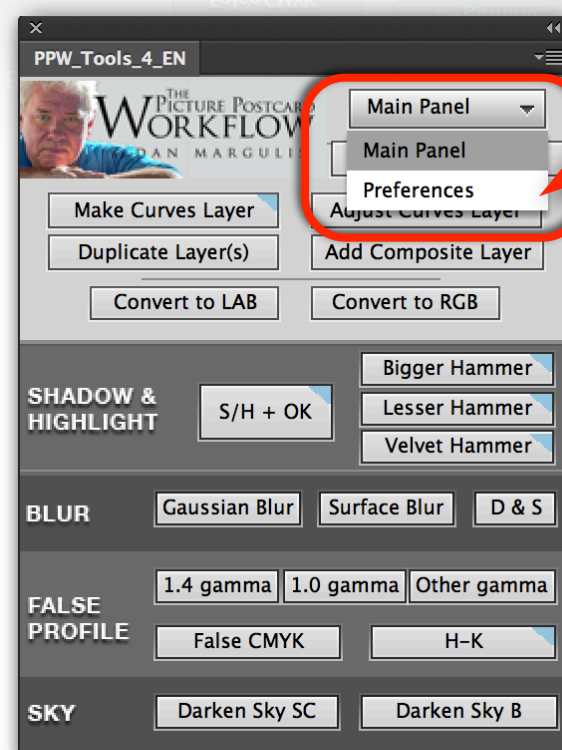 PPW_Tools_4_EN
THE
PICTURE POSTCARD
WORKFLOW
DAN MARGULIS
Main Panel
Main Panel
Preferences
Make Curves Layer
Adjust Curves Layer
Duplicate Layer(s)
Add Composite Layer
Convert to LAB
Convert to RGB
SHADOW &
HIGHLIGHT
S/H + OK
Bigger Hammer
Lesser Hammer
Velvet Hammer
BLUR
Gaussian Blur
Surface Blur
D & S
FALSE
PROFILE
1.4 gamma
1.0 gamma
Other gamma
False CMYK
H-K
SKY
Darken Sky SC
Darken Sky B